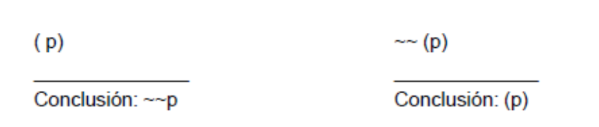 ( p)
Conclusión: ~~p
~~ (p)
Conclusión: (p)